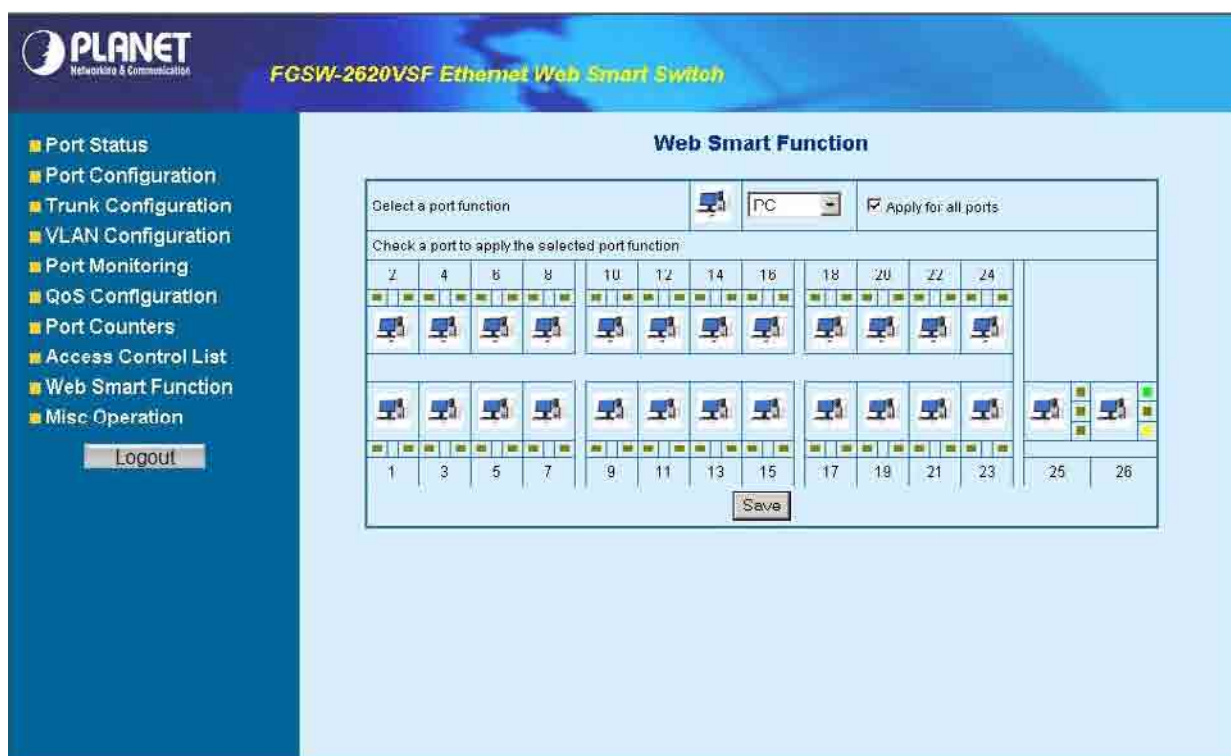 PLANET
Networking & Communication
FGSW-2620VSF Ethernet Web Smart Switch
Port Status
Port Configuration
Trunk Configuration
VLAN Configuration
Port Monitoring
QoS Configuration
Port Counters
Access Control List
Web Smart Function
Misc Operation
Logout
Web Smart Function
Select a port function
PC
Apply for all ports
Check a port to apply the selected port function
2 4 6 8 10 12 14 16 18 20 22 24
1 3 5 7 9 11 13 15 17 19 21 23 25 26
Save